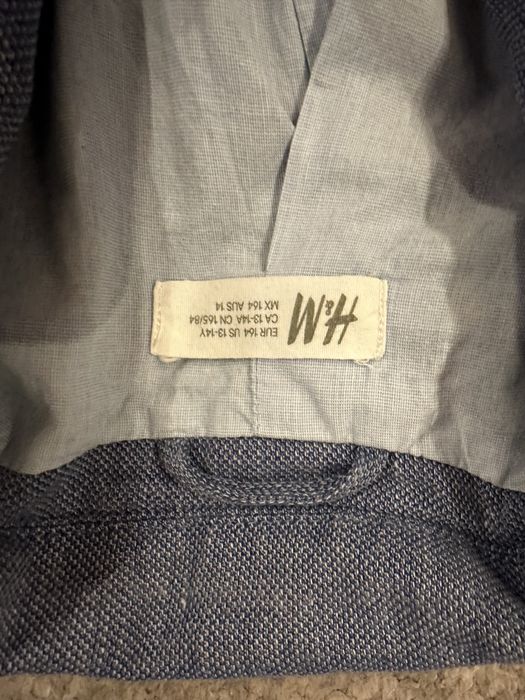 H&M
EUR 164 US 13-14Y
CA 13-14A CN 165/84
MX 164 AUS 14